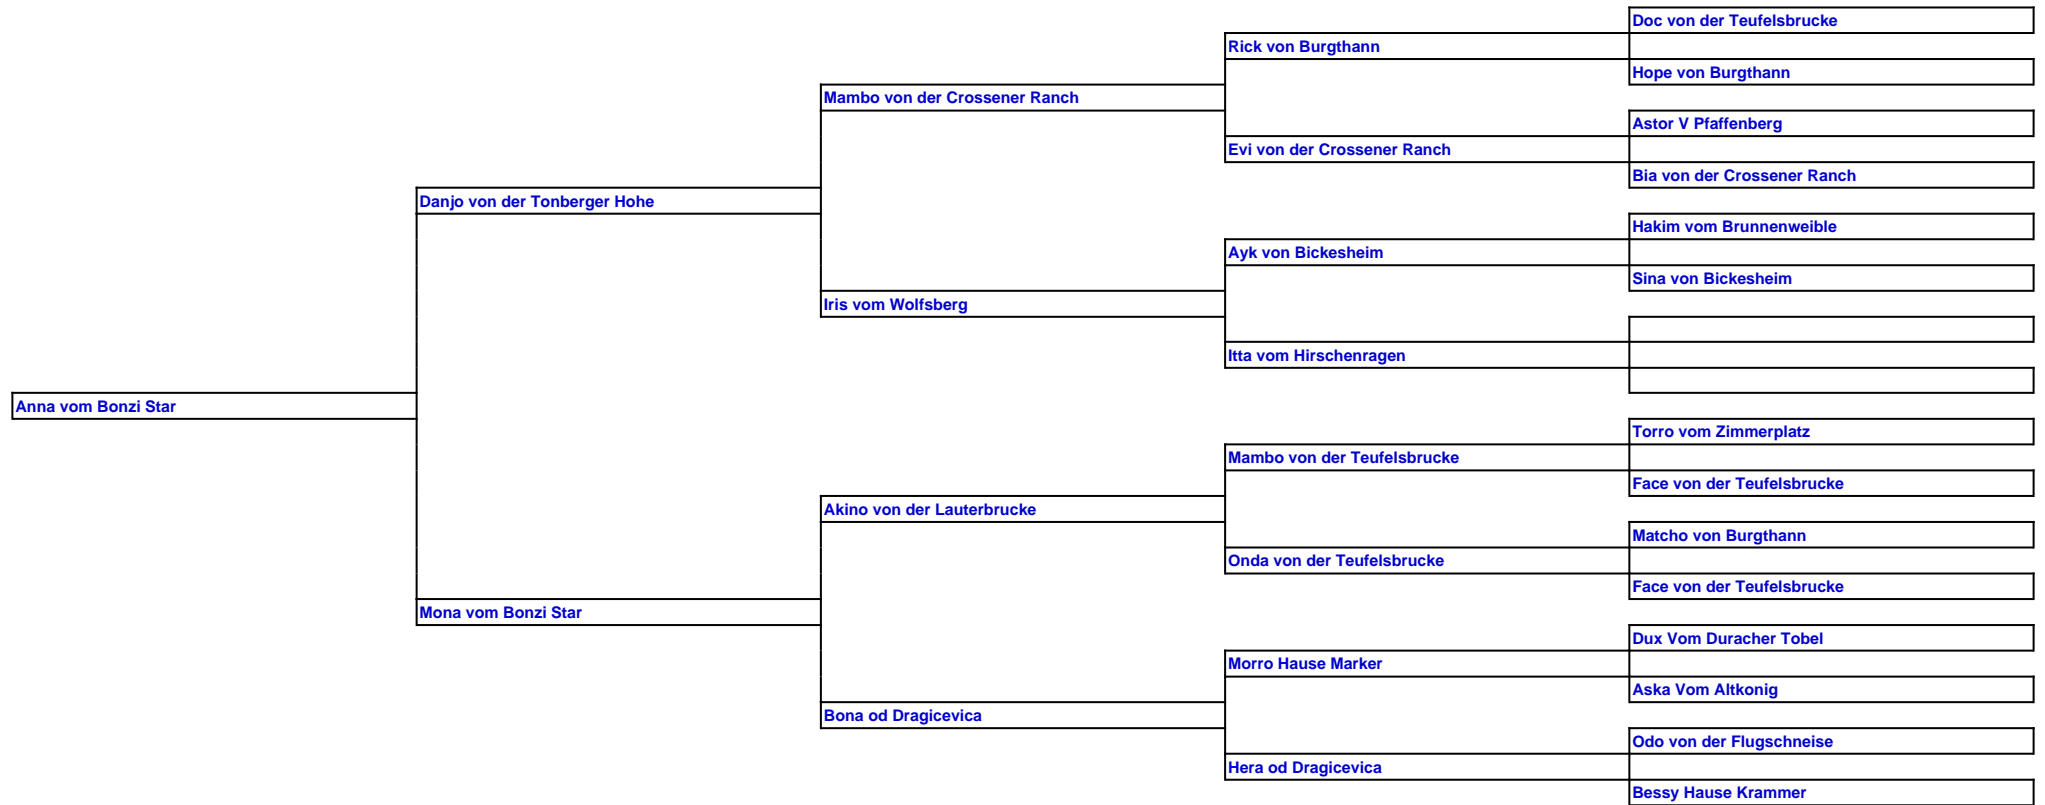 Doc von der Teufelsbrucke
Rick von Burgthann
Hope von Burgthann
Mambo von der Crossener Ranch
Astor V Pfaffenberg
Evi von der Crossener Ranch
Bia von der Crossener Ranch
Danjo von der Tonberger Hohe
Hakim vom Brunnenweible
Ayk von Bickesheim
Sina von Bickesheim
Iris vom Wolfsberg
Itta vom Hirschenragen
Anna vom Bonzi Star
Torro vom Zimmerplatz
Mambo von der Teufelsbrucke
Face von der Teufelsbrucke
Akino von der Lauterbrucke
Matcho von Burgthann
Onda von der Teufelsbrucke
Face von der Teufelsbrucke
Mona vom Bonzi Star
Dux Vom Duracher Tobel
Morro Hause Marker
Aska Vom Altkonig
Bona od Dragicevica
Odo von der Flugschneise
Hera od Dragicevica
Bessy Hause Krammer